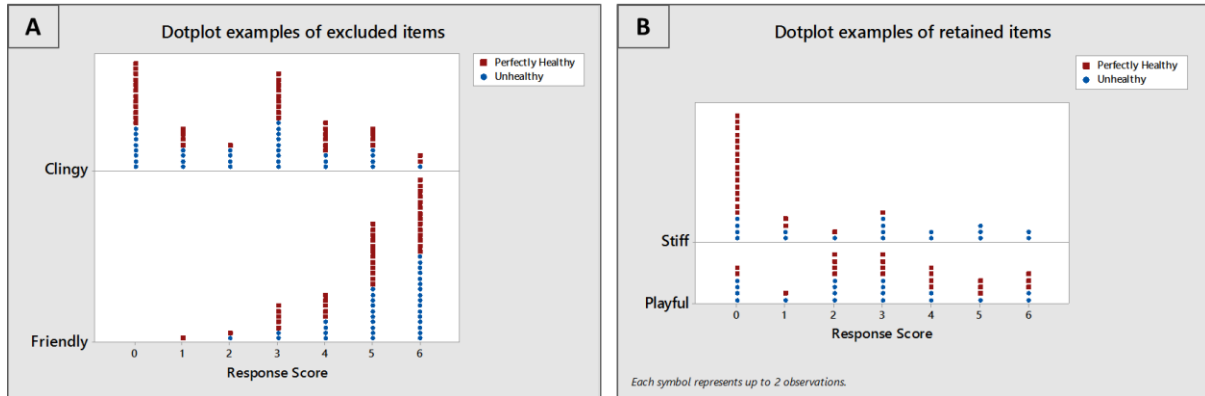 A
Dotplot examples of excluded items
Perfectly Healthy
Unhealthy
Clingy
Friendly
0 1 2 3 4 5 6
Response Score
B
Dotplot examples of retained items
Perfectly Healthy
Unhealthy
Stiff
Playful
0 1 2 3 4 5 6
Response Score
Each symbol represents up to 2 observations.